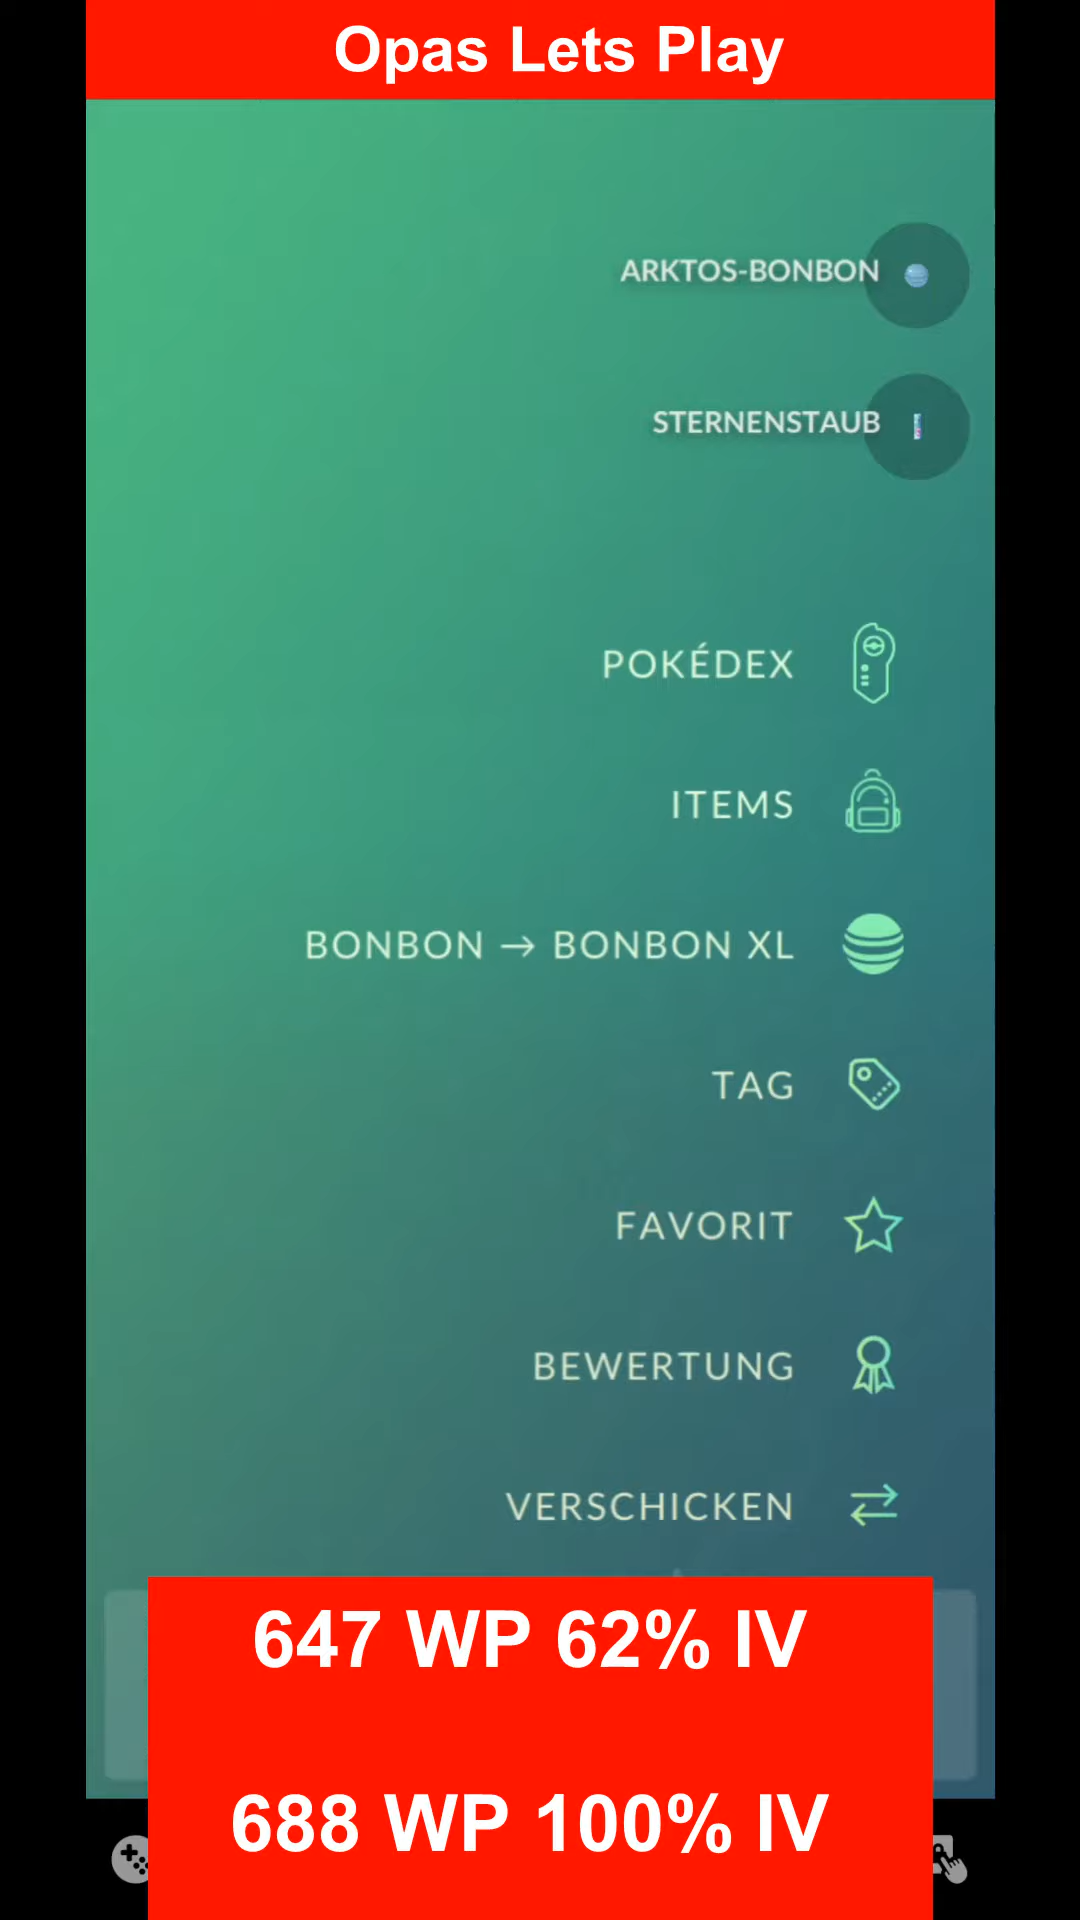 Opas Lets Play
ARKTOS-BONBON
STERNENSTAUB
POKÉDEX
ITEMS
BONBON → BONBON XL
TAG
FAVORIT
BEWERTUNG
VERSCHICKEN
647 WP 62% IV
688 WP 100% IV